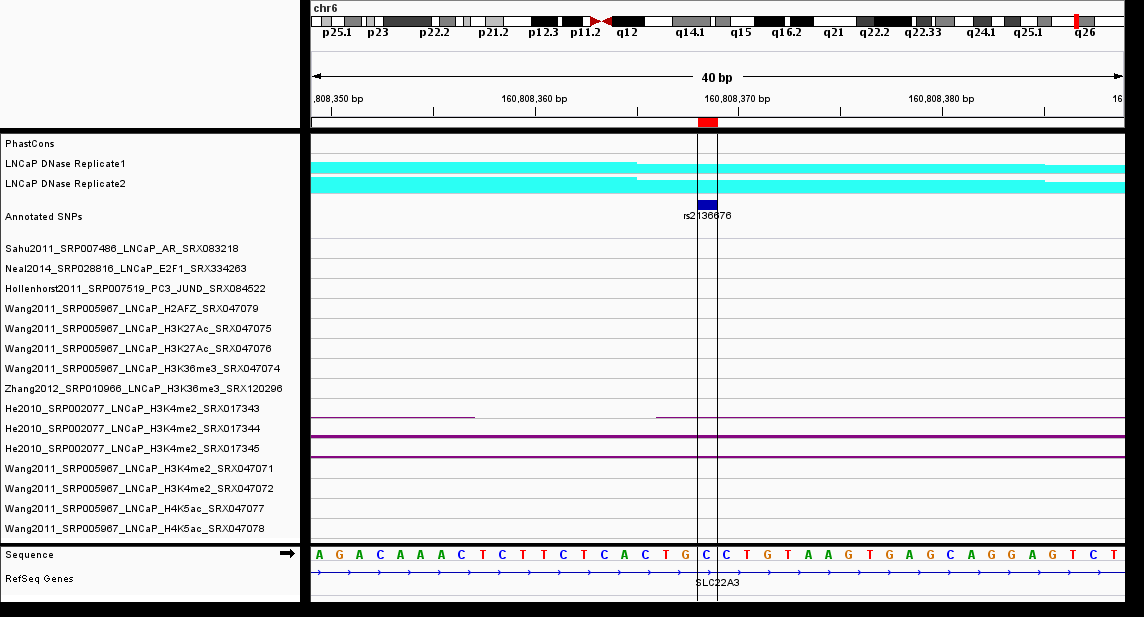 chr6
p25.1 p23 p22.2 p21.2 p12.3 p11.2 q12 q14.1 q15 q16.2 q21 q22.2 q22.33 q24.1 q25.1 q26
40 bp
,808,350 bp 160,808,360 bp 160,808,370 bp 160,808,380 bp 16
PhastCons
LNCaP DNase Replicate1
LNCaP DNase Replicate2
Annotated SNPs rs2136676
Sahu2011_SRP007486_LNCaP_AR_SRX083218
Neal2014_SRP028816_LNCaP_E2F1_SRX334263
Hollenhorst2011_SRP007519_PC3_JUND_SRX084522
Wang2011_SRP005967_LNCaP_H2AFZ_SRX047079
Wang2011_SRP005967_LNCaP_H3K27Ac_SRX047075
Wang2011_SRP005967_LNCaP_H3K27Ac_SRX047076
Wang2011_SRP005967_LNCaP_H3K36me3_SRX047074
Zhang2012_SRP010966_LNCaP_H3K36me3_SRX120296
He2010_SRP002077_LNCaP_H3K4me2_SRX017343
He2010_SRP002077_LNCaP_H3K4me2_SRX017344
He2010_SRP002077_LNCaP_H3K4me2_SRX017345
Wang2011_SRP005967_LNCaP_H3K4me2_SRX047071
Wang2011_SRP005967_LNCaP_H3K4me2_SRX047072
Wang2011_SRP005967_LNCaP_H4K5ac_SRX047077
Wang2011_SRP005967_LNCaP_H4K5ac_SRX047078
Sequence A G A C A A A C T C T T C T C A C T G C C T G T A A G T G A G C A G G A G T C T
RefSeq Genes SLC22A3